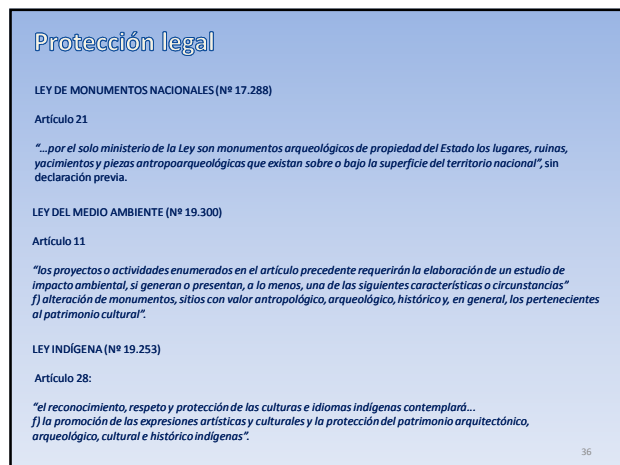 Protección legal
LEY DE MONUMENTOS NACIONALES (Nº 17.288)
Artículo 21
“...por el solo ministerio de la Ley son monumentos arqueológicos de propiedad del Estado los lugares, ruinas,
yacimientos y piezas antropoarqueológicas que existan sobre o bajo la superficie del territorio nacional”, sin
declaración previa.
LEY DEL MEDIO AMBIENTE (Nº 19.300)
Artículo 11
“los proyectos o actividades enumerados en el artículo precedente requerirán la elaboración de un estudio de
impacto ambiental, si generan o presentan, a lo menos, una de las siguientes características o circunstancias”
f) alteración de monumentos, sitios con valor antropológico, arqueológico, histórico y, en general, los pertenecientes
al patrimonio cultural”.
LEY INDÍGENA (Nº 19.253)
Artículo 28:
“el reconocimiento, respeto y protección de las culturas e idiomas indígenas contemplará...
f) la promoción de las expresiones artísticas y culturales y la protección del patrimonio arquitectónico,
arqueológico, cultural e histórico indígenas”.
36